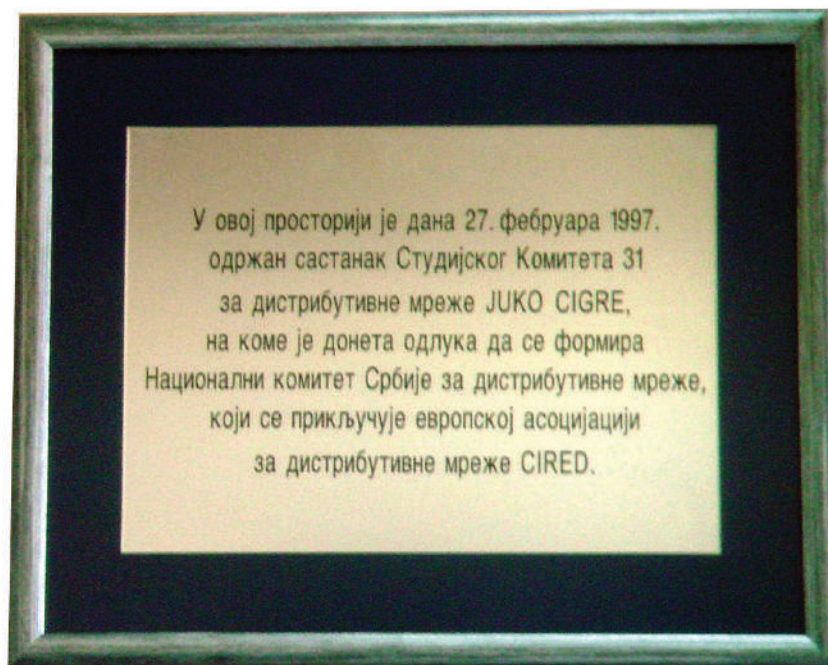 У овој просторији је дана 27. фебруара 1997.
одржан састанак Студијског Комитета 31
за дистрибутивне мреже JUKO CIGRE,
на коме је донета одлука да се формира
Национални комитет Србије за дистрибутивне мреже,
који се прикључује европској асоцијацији
за дистрибутивне мреже CIRED.